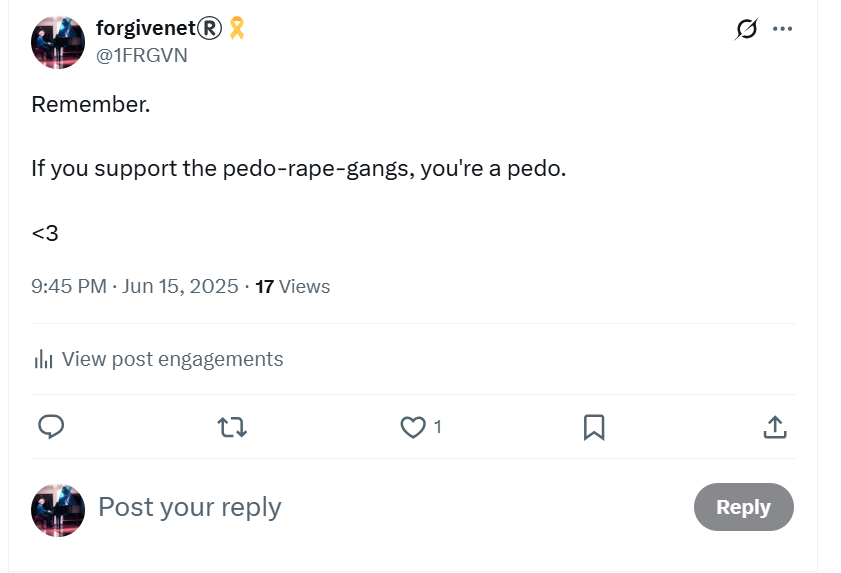 forgivenet®️🎗️
@1FRGVN
Remember.
If you support the pedo-rape-gangs, you're a pedo.
<3
9:45 PM · Jun 15, 2025 · 17 Views
View post engagements
1
Post your reply
Reply